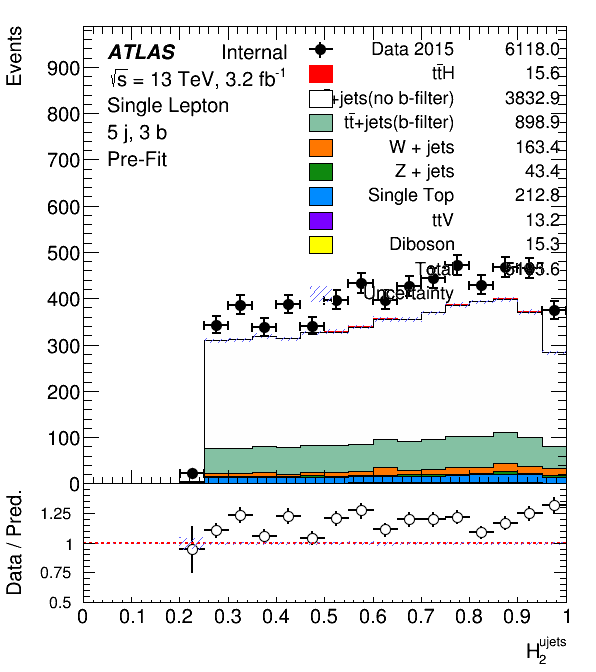 Events
ATLAS Internal
√s = 13 TeV, 3.2 fb-1
Single Lepton
5 j, 3 b
Pre-Fit
Data 2015 6118.0
tt̄H 15.6
+jets(no b-filter) 3832.9
tt̄+jets(b-filter) 898.9
W + jets 163.4
Z + jets 43.4
Single Top 212.8
ttV 13.2
Diboson 15.3
Total
Uncertainty
900
800
700
600
500
400
300
200
100
0
Data / Pred.
1.25
1
0.75
0.5
0 0.1 0.2 0.3 0.4 0.5 0.6 0.7 0.8 0.9 1
H2ujets